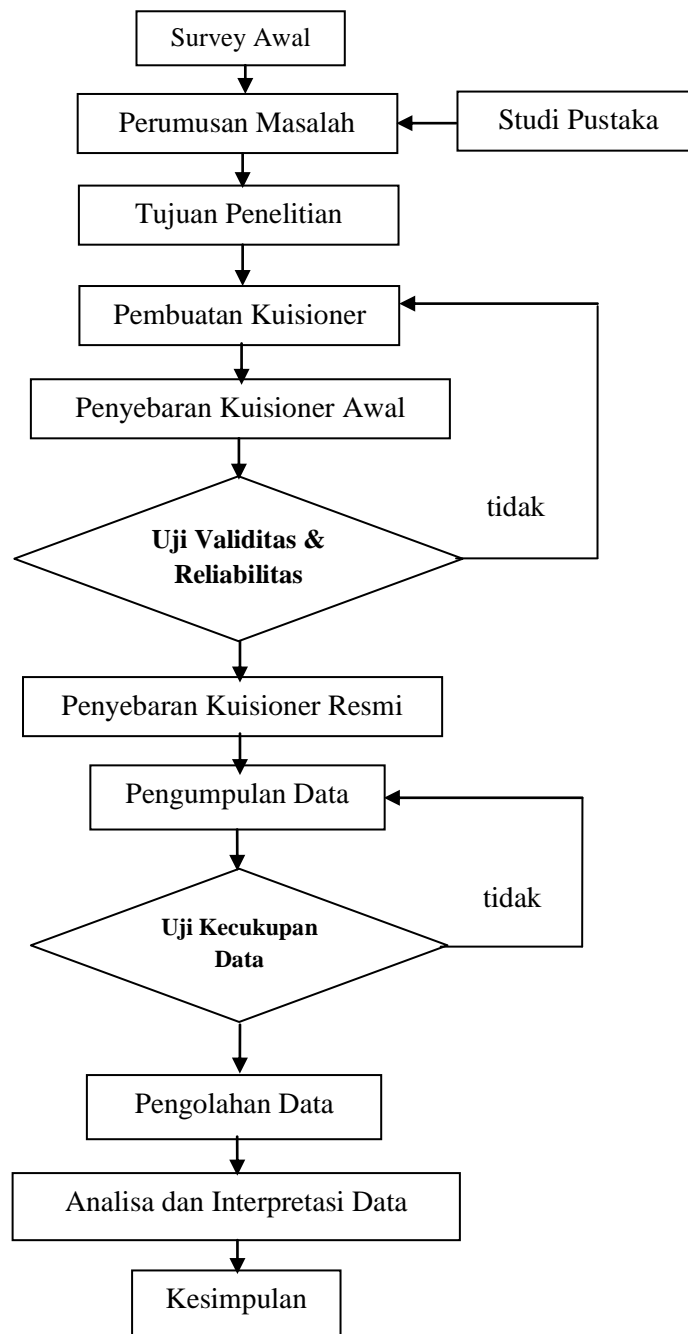 Survey Awal
Perumusan Masalah
Studi Pustaka
Tujuan Penelitian
Pembuatan Kuisioner
Penyebaran Kuisioner Awal
tidak
Uji Validitas &
Reliabilitas
Penyebaran Kuisioner Resmi
Pengumpulan Data
tidak
Uji Kecukupan
Data
Pengolahan Data
Analisa dan Interpretasi Data
Kesimpulan